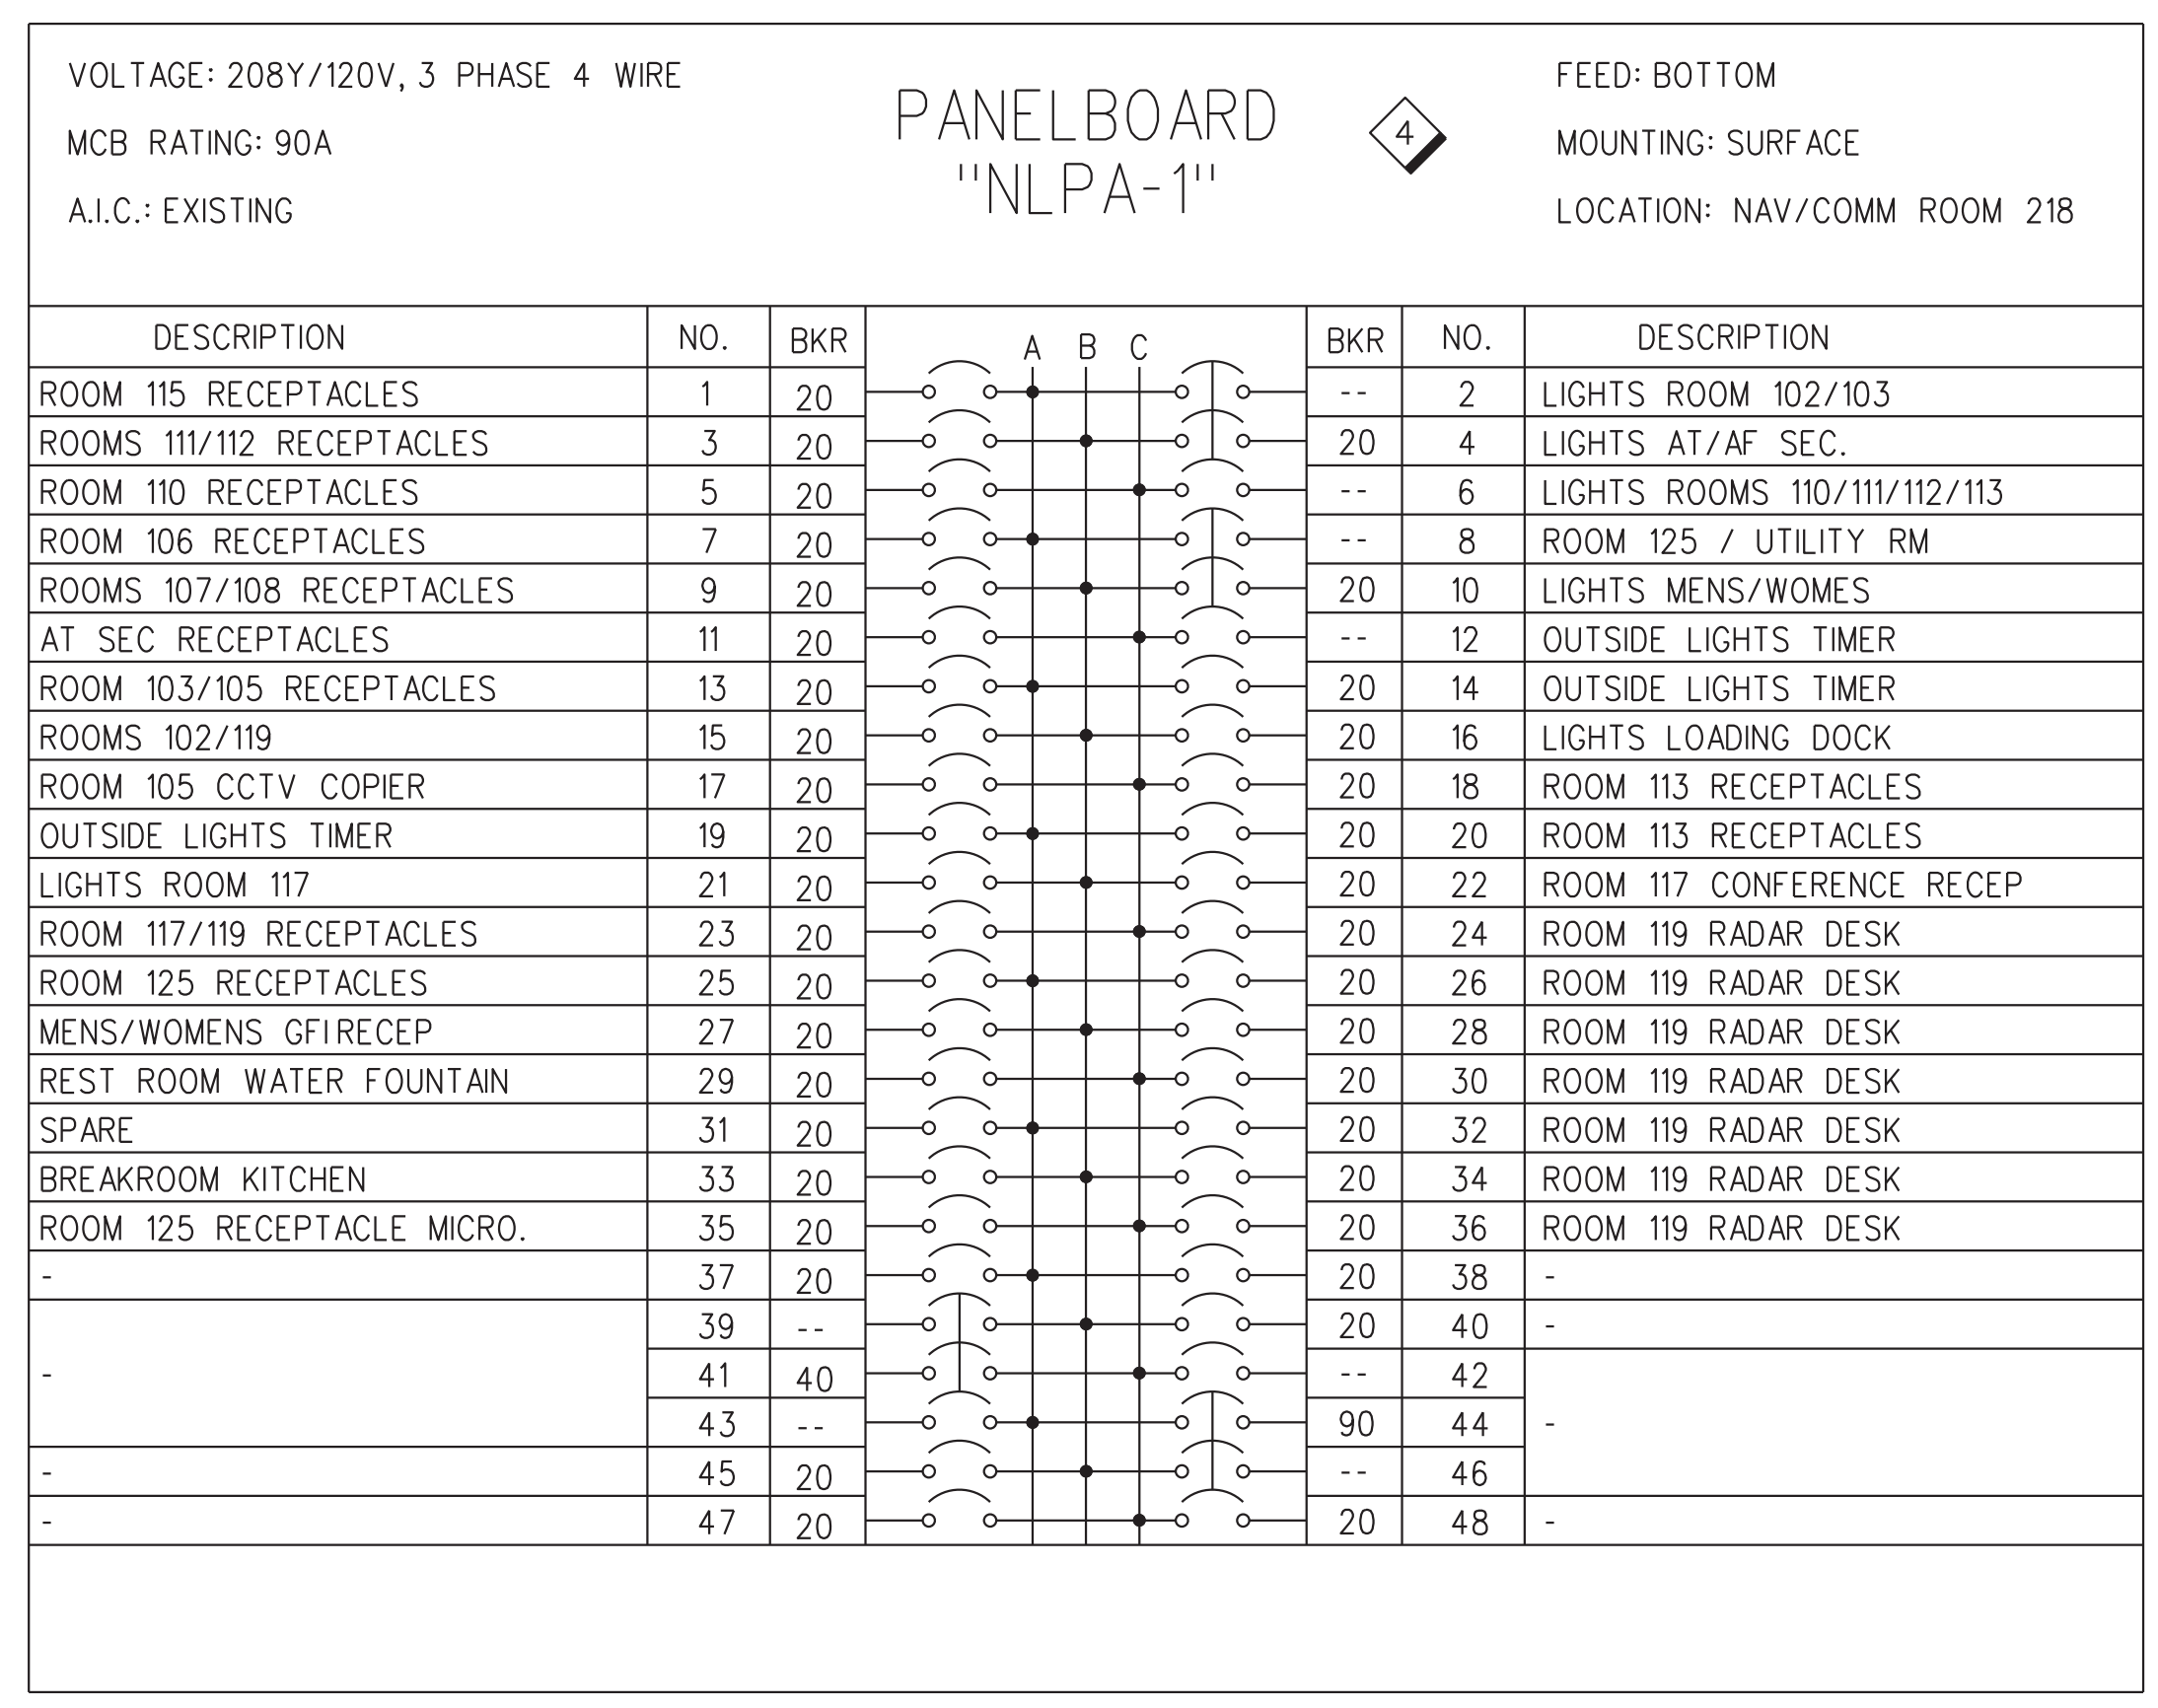 VOLTAGE: 208Y/120V, 3 PHASE 4 WIRE
MCB RATING: 90A
A.I.C.: EXISTING
PANELBOARD
"NLPA-1"
4
FEED: BOTTOM
MOUNTING: SURFACE
LOCATION: NAV/COMM ROOM 218
DESCRIPTION NO. BKR A B C BKR NO. DESCRIPTION
ROOM 115 RECEPTACLES 1 20 -- 2 LIGHTS ROOM 102/103
ROOMS 111/112 RECEPTACLES 3 20 20 4 LIGHTS AT/AF SEC.
ROOM 110 RECEPTACLES 5 20 -- 6 LIGHTS ROOMS 110/111/112/113
ROOM 106 RECEPTACLES 7 20 -- 8 ROOM 125 / UTILITY RM
ROOMS 107/108 RECEPTACLES 9 20 20 10 LIGHTS MENS/WOMES
AT SEC RECEPTACLES 11 20 -- 12 OUTSIDE LIGHTS TIMER
ROOM 103/105 RECEPTACLES 13 20 20 14 OUTSIDE LIGHTS TIMER
ROOMS 102/119 15 20 20 16 LIGHTS LOADING DOCK
ROOM 105 CCTV COPIER 17 20 20 18 ROOM 113 RECEPTACLES
OUTSIDE LIGHTS TIMER 19 20 20 20 ROOM 113 RECEPTACLES
LIGHTS ROOM 117 21 20 20 22 ROOM 117 CONFERENCE RECEP
ROOM 117/119 RECEPTACLES 23 20 20 24 ROOM 119 RADAR DESK
ROOM 125 RECEPTACLES 25 20 20 26 ROOM 119 RADAR DESK
MENS/WOMENS GFI RECEP 27 20 20 28 ROOM 119 RADAR DESK
REST ROOM WATER FOUNTAIN 29 20 20 30 ROOM 119 RADAR DESK
SPARE 31 20 20 32 ROOM 119 RADAR DESK
BREAKROOM KITCHEN 33 20 20 34 ROOM 119 RADAR DESK
ROOM 125 RECEPTACLE MICRO. 35 20 20 36 ROOM 119 RADAR DESK
- 37 20 20 38 -
39 -- 20 40 -
- 41 40 -- 42
43 -- 90 44 -
- 45 20 -- 46
- 47 20 20 48 -